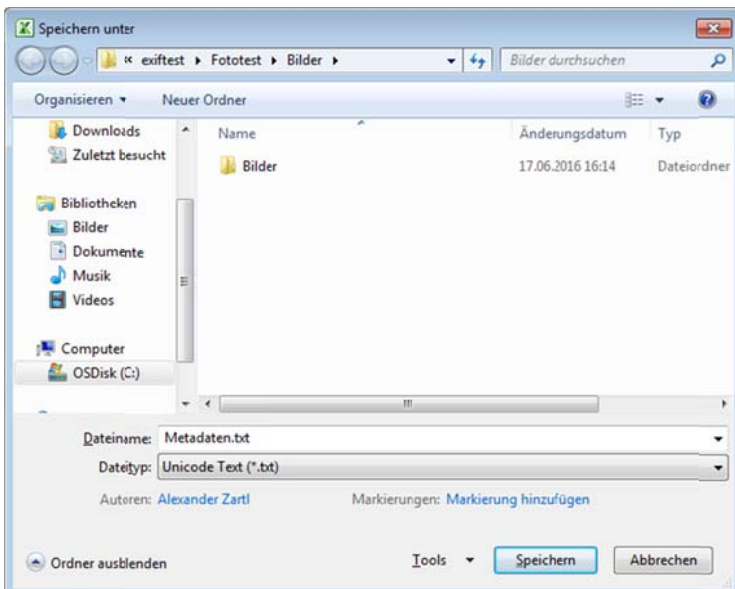 Speichern unter
« exiftest ▸ Fototest ▸ Bilder ▸
Bilder durchsuchen
Organisieren ▾ Neuer Ordner
Downloads
Zuletzt besucht
Bibliotheken
Bilder
Dokumente
Musik
Videos
Computer
OSDisk (C:)
Name Änderungsdatum Typ
Bilder 17.06.2016 16:14 Dateiordner
Dateiname: Metadaten.txt
Dateityp: Unicode Text (*.txt)
Autoren: Alexander Zartl Markierungen: Markierung hinzufügen
Ordner ausblenden Tools ▾ Speichern Abbrechen